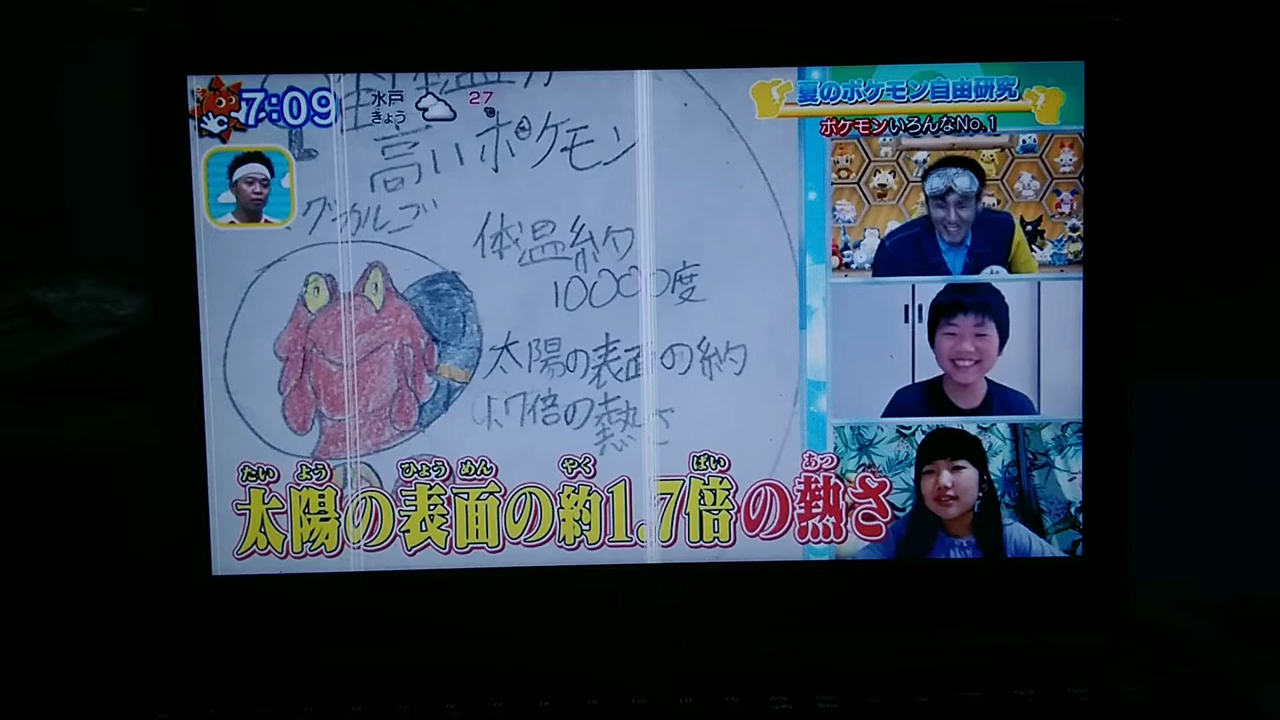 7:09
水戸
きょう
27
夏のポケモン自由研究
ポケモンいろんなNo.1
高いポケモン
マグカルゴ
体温約
10000度
太陽の表面の約
1.7倍の熱さ
たいようひょうめんやくばいあつ
太陽の表面の約1.7倍の熱さ